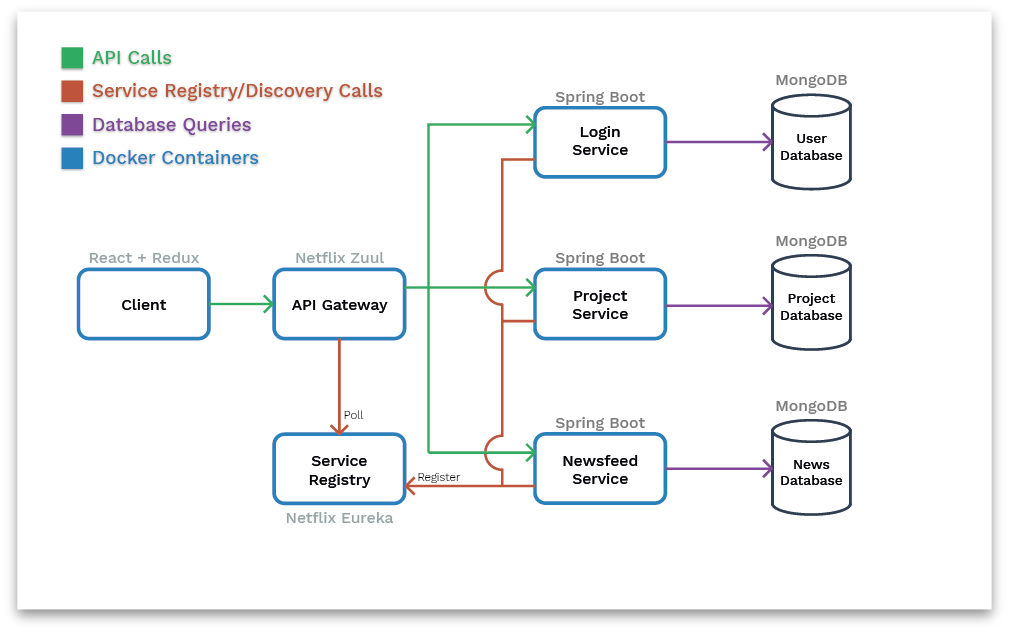 API Calls
Service Registry/Discovery Calls
Database Queries
Docker Containers
MongoDB
Spring Boot
Login
Service
User
Database
React + Redux
Netflix Zuul
Spring Boot
MongoDB
Client
API Gateway
Project
Service
Project
Database
Poll
Spring Boot
MongoDB
Service
Registry
Register
Newsfeed
Service
News
Database
Netflix Eureka